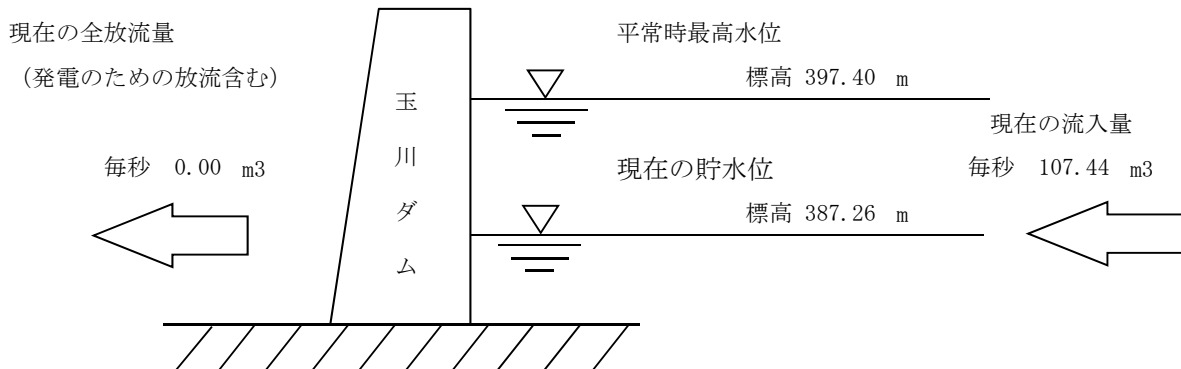 現在の全放流量
（発電のための放流含む）
毎秒 0.00 m3
玉川ダム
平常時最高水位
標高 397.40 m
現在の貯水位
標高 387.26 m
現在の流入量
毎秒 107.44 m3